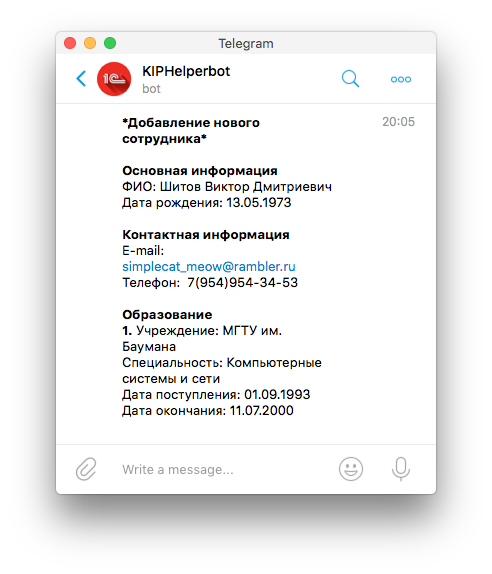 Telegram
KIPHelperbot
bot
1С
*Добавление нового
сотрудника*
20:05
Основная информация
ФИО: Шитов Виктор Дмитриевич
Дата рождения: 13.05.1973
Контактная информация
E-mail:
simplecat_meow@rambler.ru
Телефон:  7(954)954-34-53
Образование
1. Учреждение: МГТУ им.
Баумана
Специальность: Компьютерные
системы и сети
Дата поступления: 01.09.1993
Дата окончания: 11.07.2000
Write a message...